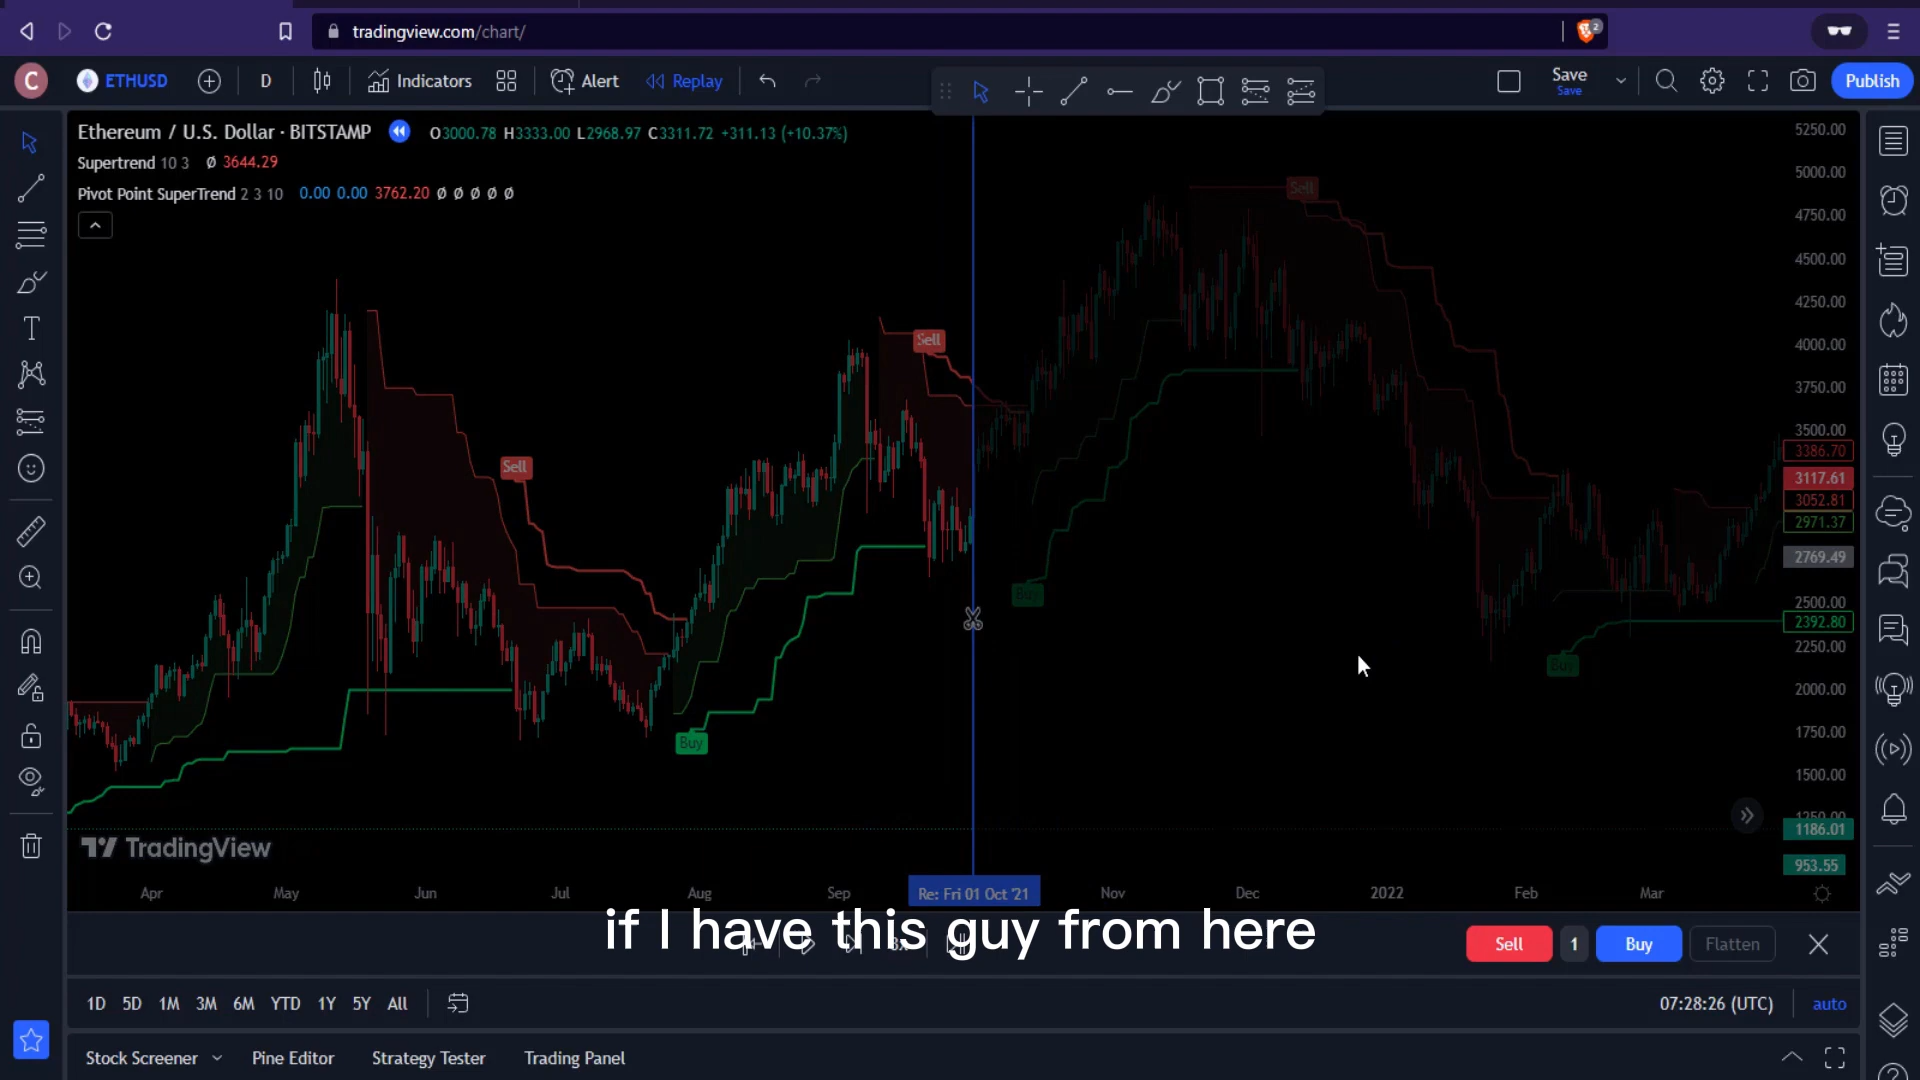 tradingview.com/chart/
2
C
ETHUSD
D
Indicators
Alert
Replay
Save
Save
Publish
Ethereum / U.S. Dollar · BITSTAMP
O3000.78 H3333.00 L2968.97 C3311.72 +311.13 (+10.37%)
Supertrend 10 3 Ø 3644.29
Pivot Point SuperTrend 2 3 10 0.00 0.00 3762.20 Ø Ø Ø Ø Ø
5250.00
5000.00
4750.00
4500.00
4250.00
4000.00
3750.00
3500.00
3386.70
3117.61
3052.81
2971.37
2769.49
2500.00
2392.80
2250.00
2000.00
1750.00
1500.00
1250.00
1186.01
953.55
Sell
Sell
Sell
Buy
Buy
Buy
TradingView
Apr May Jun Jul Aug Sep Re: Fri 01 Oct '21 Nov Dec 2022 Feb Mar
if I have this guy from here
Sell 1 Buy Flatten
1D 5D 1M 3M 6M YTD 1Y 5Y All
07:28:26 (UTC) auto
Stock Screener Pine Editor Strategy Tester Trading Panel